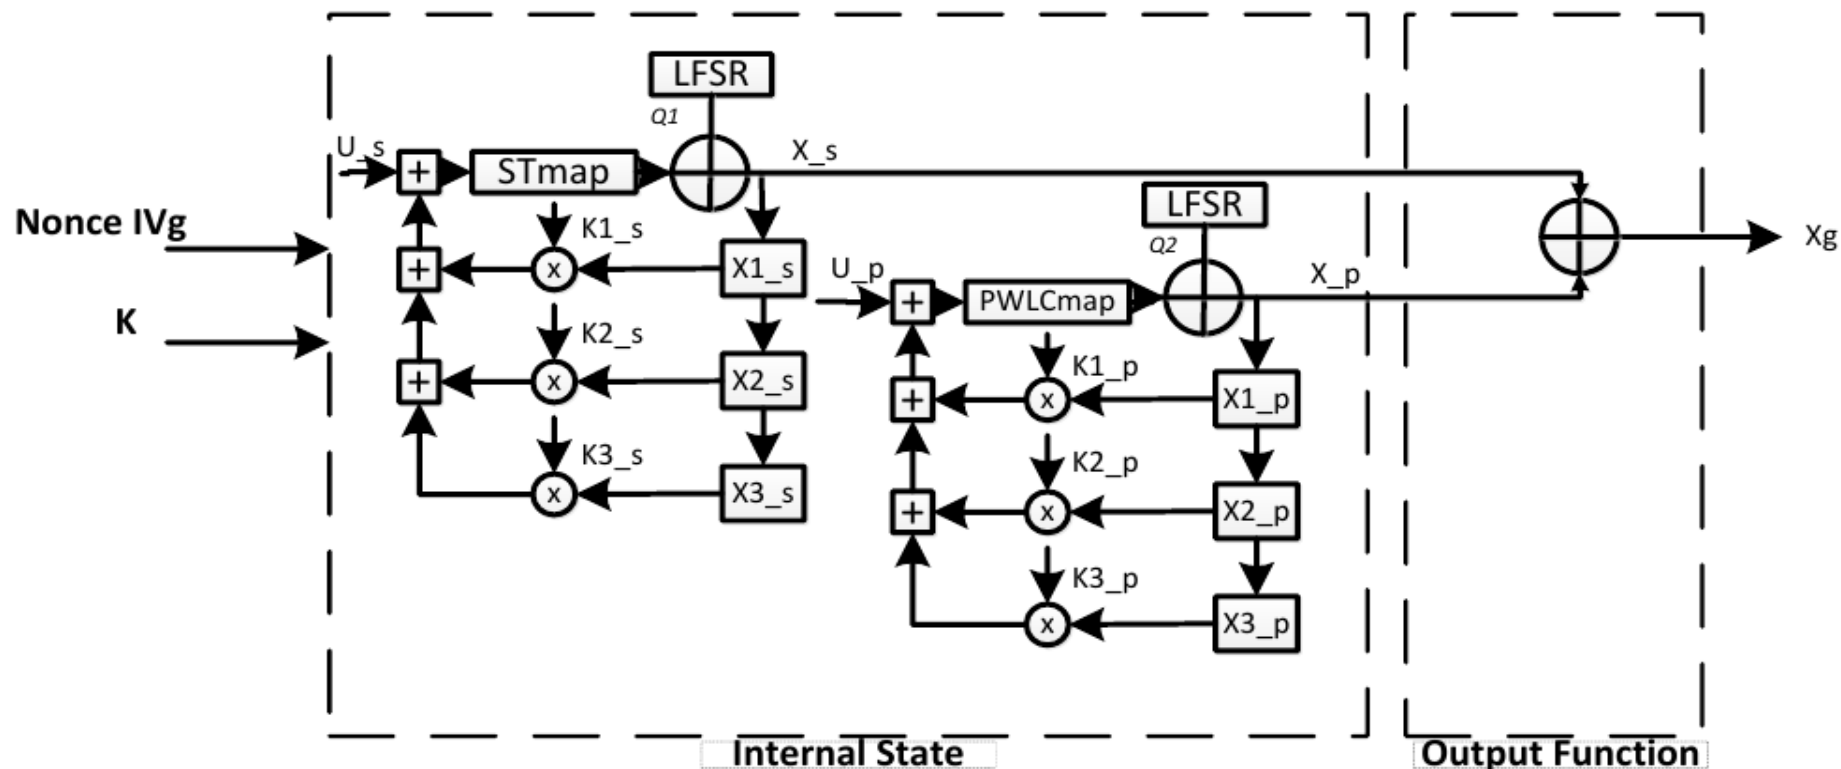 LFSR
Q1
U_s
+
STmap
X_s
LFSR
Nonce IVg
K1_s
Q2
Xg
+
x
X1_s
U_p
X_p
+
PWLCmap
K
K2_s
K1_p
+
x
X2_s
+
x
X1_p
K3_s
K2_p
x
X3_s
+
x
X2_p
K3_p
x
X3_p
Internal State
Output Function